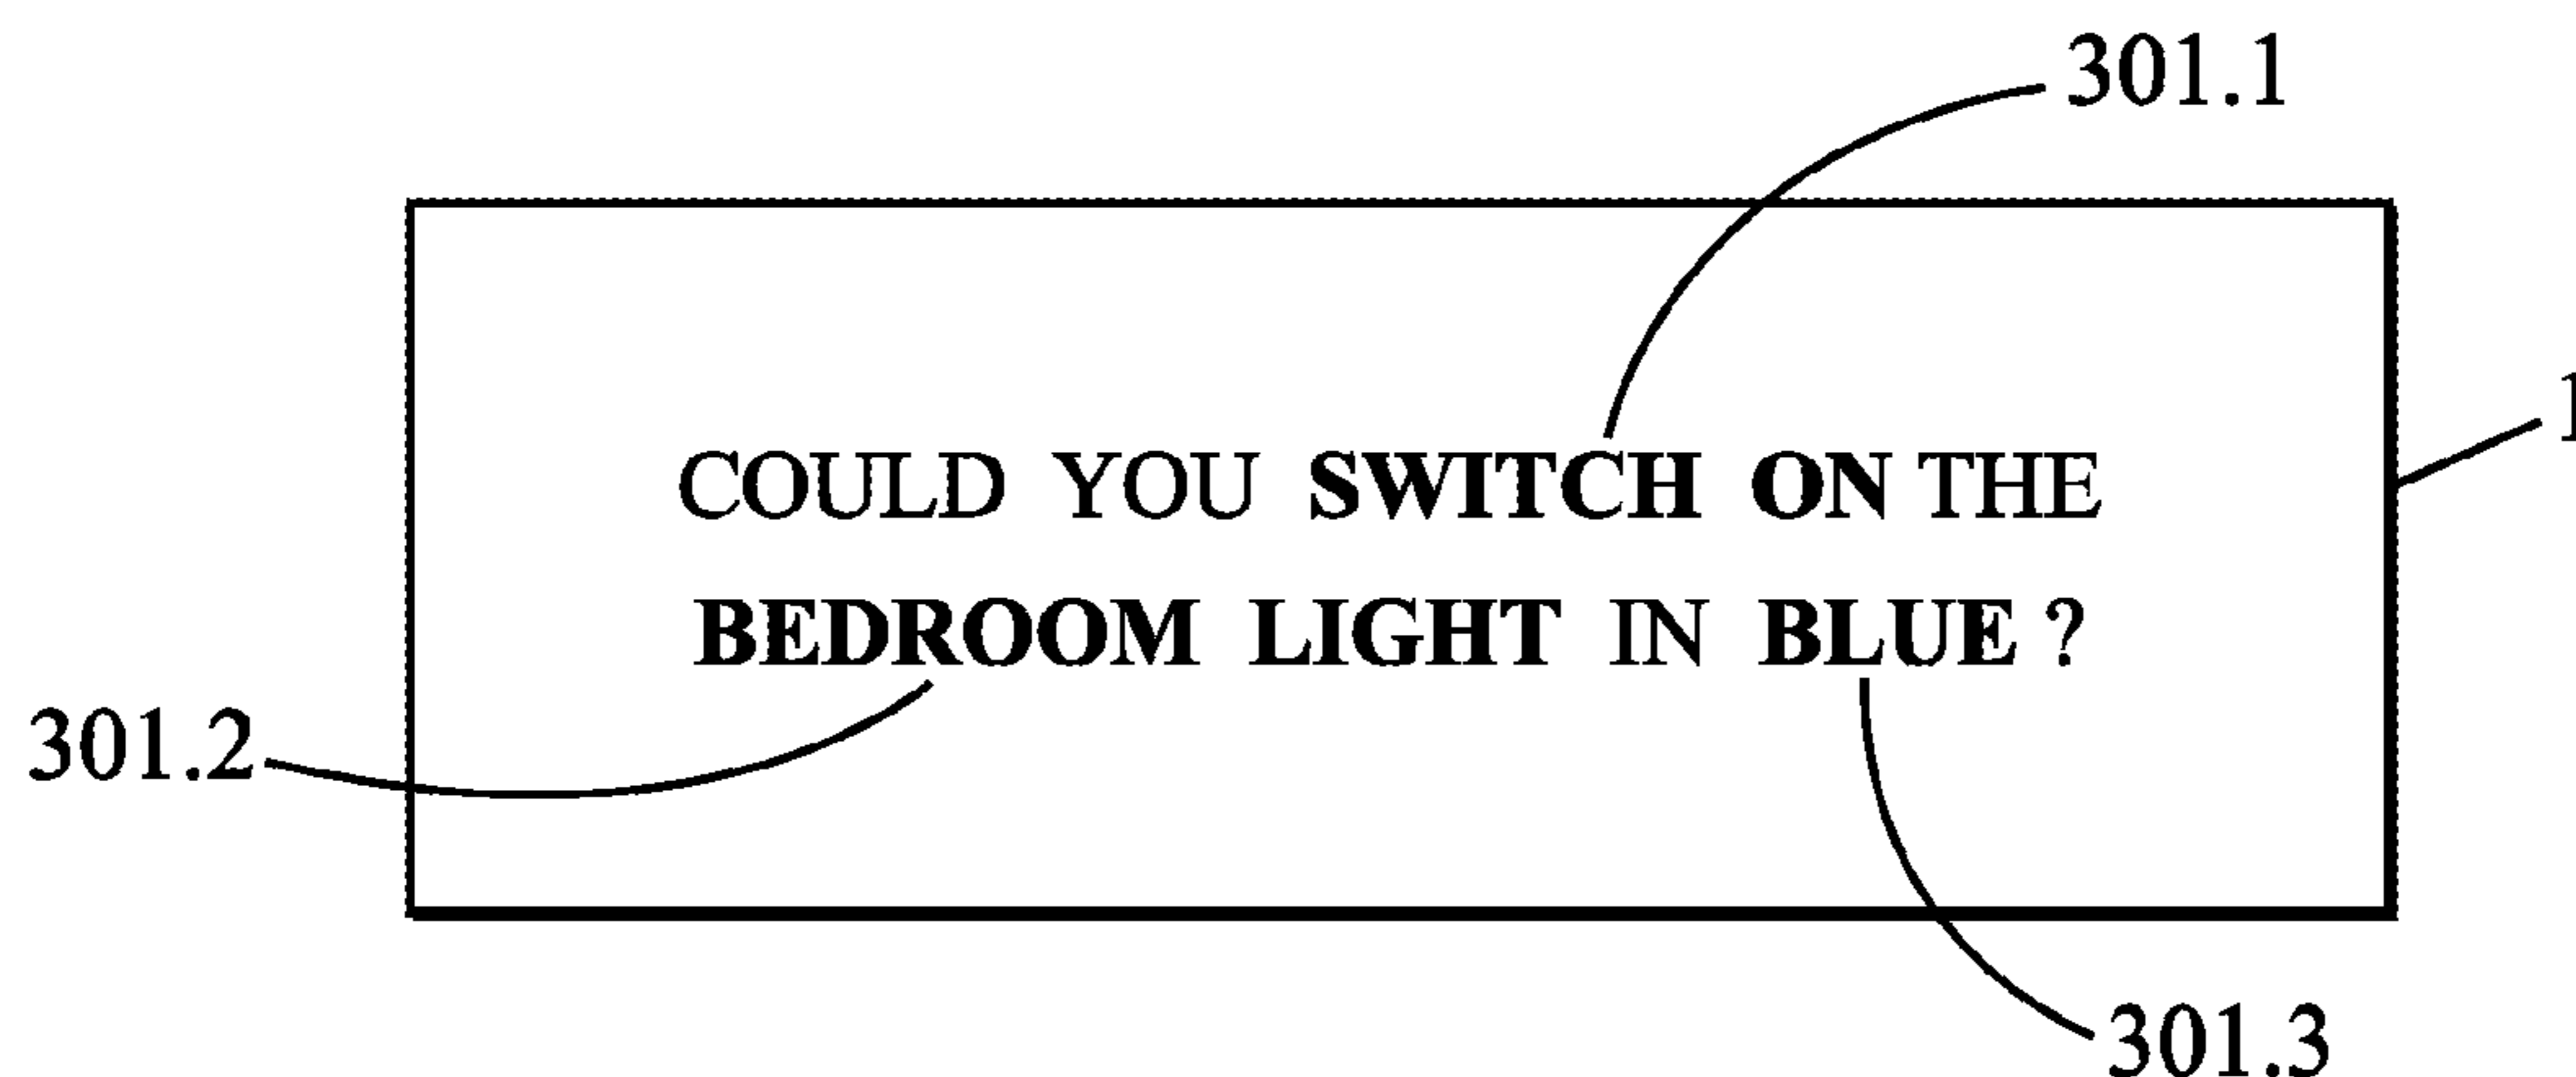 301.1
COULD YOU SWITCH ON THE
BEDROOM LIGHT IN BLUE ?
301.2
301.3